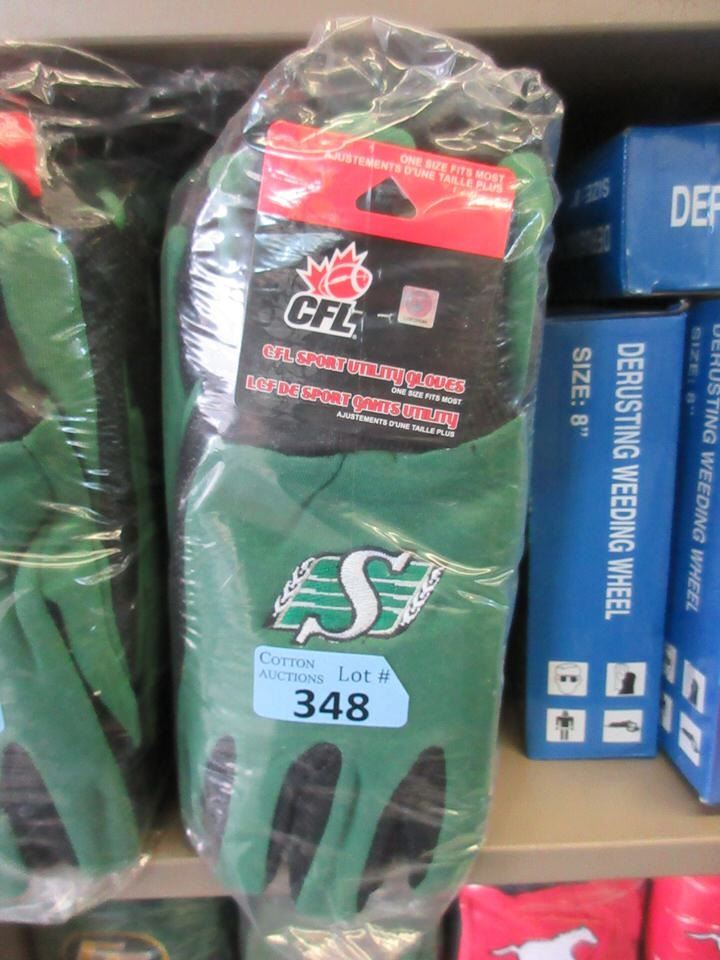 ONE SIZE FITS MOST
AJUSTEMENTS D'UNE TAILLE PLUS
CFL
CFL SPORT UTILITY GLOVES
ONE SIZE FITS MOST
LCF DE SPORT GANTS UTILITY
AJUSTEMENTS D'UNE TAILLE PLUS
S
COTTON
AUCTIONS
Lot #
348
DERUSTING WEEDING WHEEL
SIZE: 8"
DERUSTING WEEDING WHEEL
SIZE: 8"
SIZE:
DER